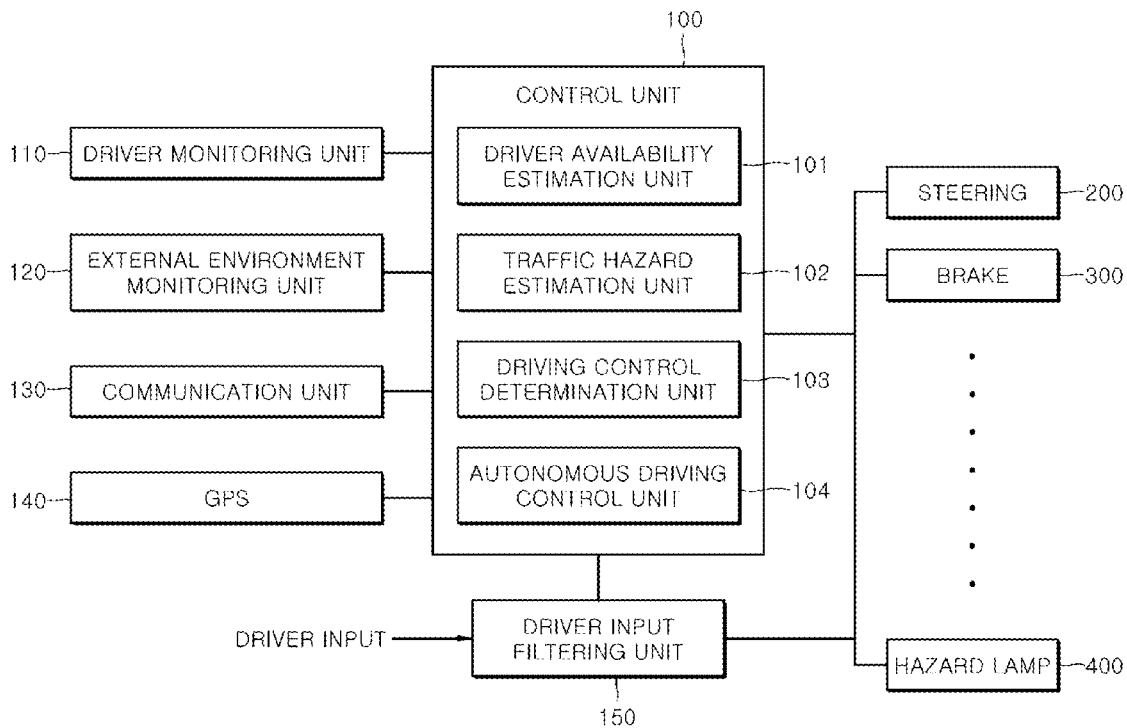 100
CONTROL UNIT
110
DRIVER MONITORING UNIT
DRIVER AVAILABILITY
ESTIMATION UNIT
101
STEERING
200
120
EXTERNAL ENVIRONMENT
MONITORING UNIT
TRAFFIC HAZARD
ESTIMATION UNIT
102
BRAKE
300
130
COMMUNICATION UNIT
DRIVING CONTROL
DETERMINATION UNIT
103
140
GPS
AUTONOMOUS DRIVING
CONTROL UNIT
104
DRIVER INPUT
DRIVER INPUT
FILTERING UNIT
150
HAZARD LAMP
400